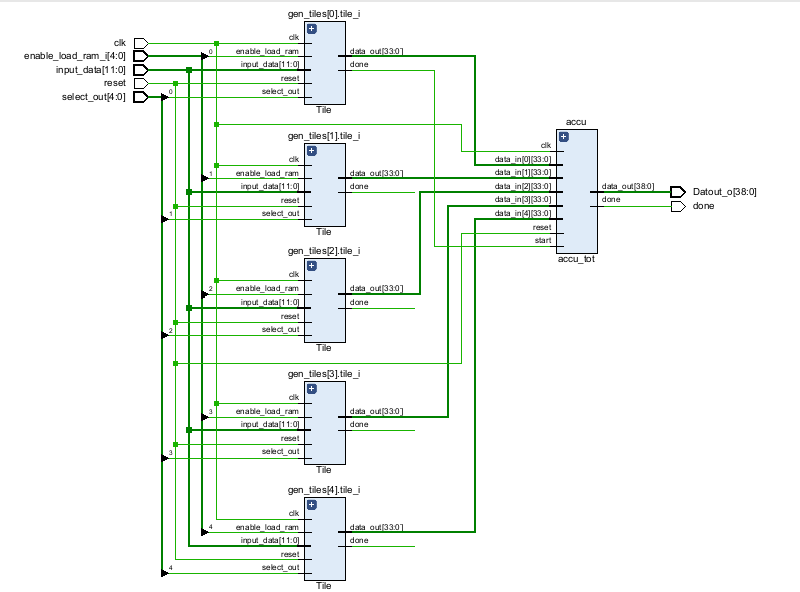 clk
enable_load_ram_i[4:0]
input_data[11:0]
reset
select_out[4:0]
gen_tiles[0].tile_i
clk
0
enable_load_ram
input_data[11:0]
reset
0
select_out
data_out[33:0]
done
Tile
gen_tiles[1].tile_i
clk
1
enable_load_ram
input_data[11:0]
reset
1
select_out
data_out[33:0]
done
Tile
gen_tiles[2].tile_i
clk
2
enable_load_ram
input_data[11:0]
reset
2
select_out
data_out[33:0]
done
Tile
gen_tiles[3].tile_i
clk
3
enable_load_ram
input_data[11:0]
reset
3
select_out
data_out[33:0]
done
Tile
gen_tiles[4].tile_i
clk
4
enable_load_ram
input_data[11:0]
reset
4
select_out
data_out[33:0]
done
Tile
accu
clk
data_in[0][33:0]
data_in[1][33:0]
data_in[2][33:0]
data_in[3][33:0]
data_in[4][33:0]
reset
start
data_out[38:0]
done
accu_tot
Datout_o[38:0]
done